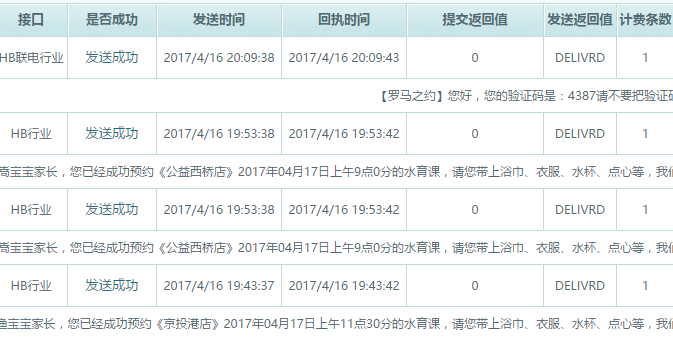 接口 是否成功 发送时间 回执时间 提交返回值 发送返回值 计费条数
HB联电行业 发送成功 2017/4/16 20:09:38 2017/4/16 20:09:43 0 DELIVRD 1
【罗马之约】您好，您的验证码是：4387请不要把验证码
HB行业 发送成功 2017/4/16 19:53:38 2017/4/16 19:53:42 0 DELIVRD 1
宝宝家长，您已经成功预约《公益西桥店》2017年04月17日上午9点0分的水育课，请您带上浴巾、衣服、水杯、点心等，我们
HB行业 发送成功 2017/4/16 19:53:38 2017/4/16 19:53:42 0 DELIVRD 1
宝宝家长，您已经成功预约《公益西桥店》2017年04月17日上午9点0分的水育课，请您带上浴巾、衣服、水杯、点心等，我们
HB行业 发送成功 2017/4/16 19:43:37 2017/4/16 19:43:42 0 DELIVRD 1
宝宝家长，您已经成功预约《京投港店》2017年04月17日上午11点30分的水育课，请您带上浴巾、衣服、水杯、点心等，我们